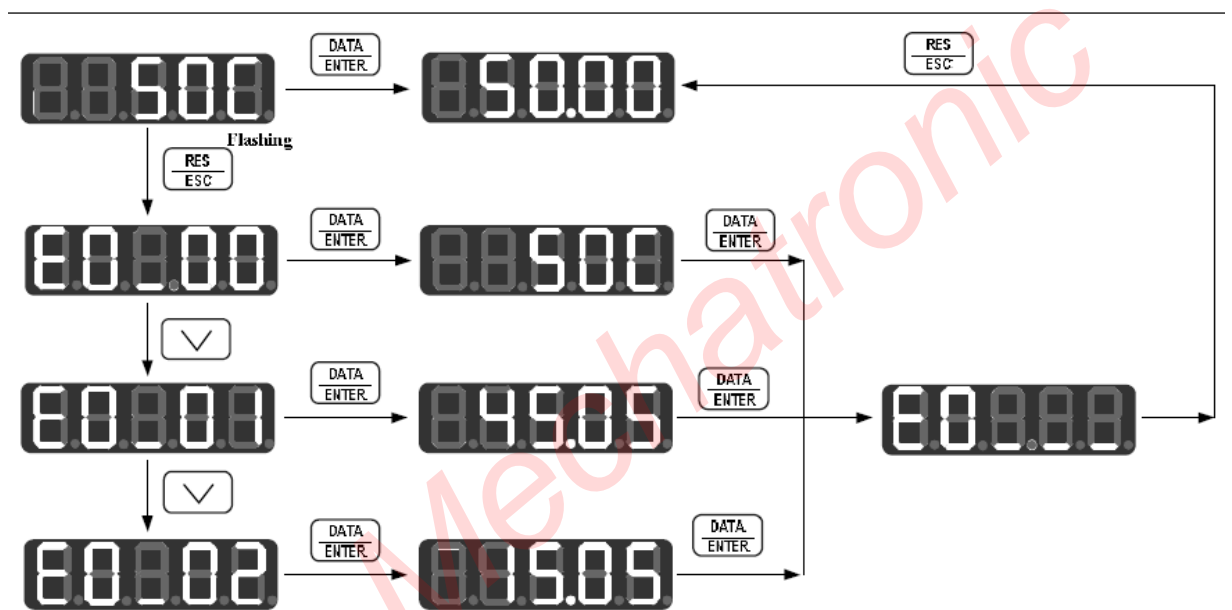 SOC
DATA
ENTER
50.00
RES
ESC
Flashing
RES
ESC
E0_00
DATA
ENTER
SOC
DATA
ENTER
E0_01
DATA
ENTER
45.05
DATA
ENTER
E0_._ _
E0_02
DATA
ENTER
15.05
DATA
ENTER
Mechatronic